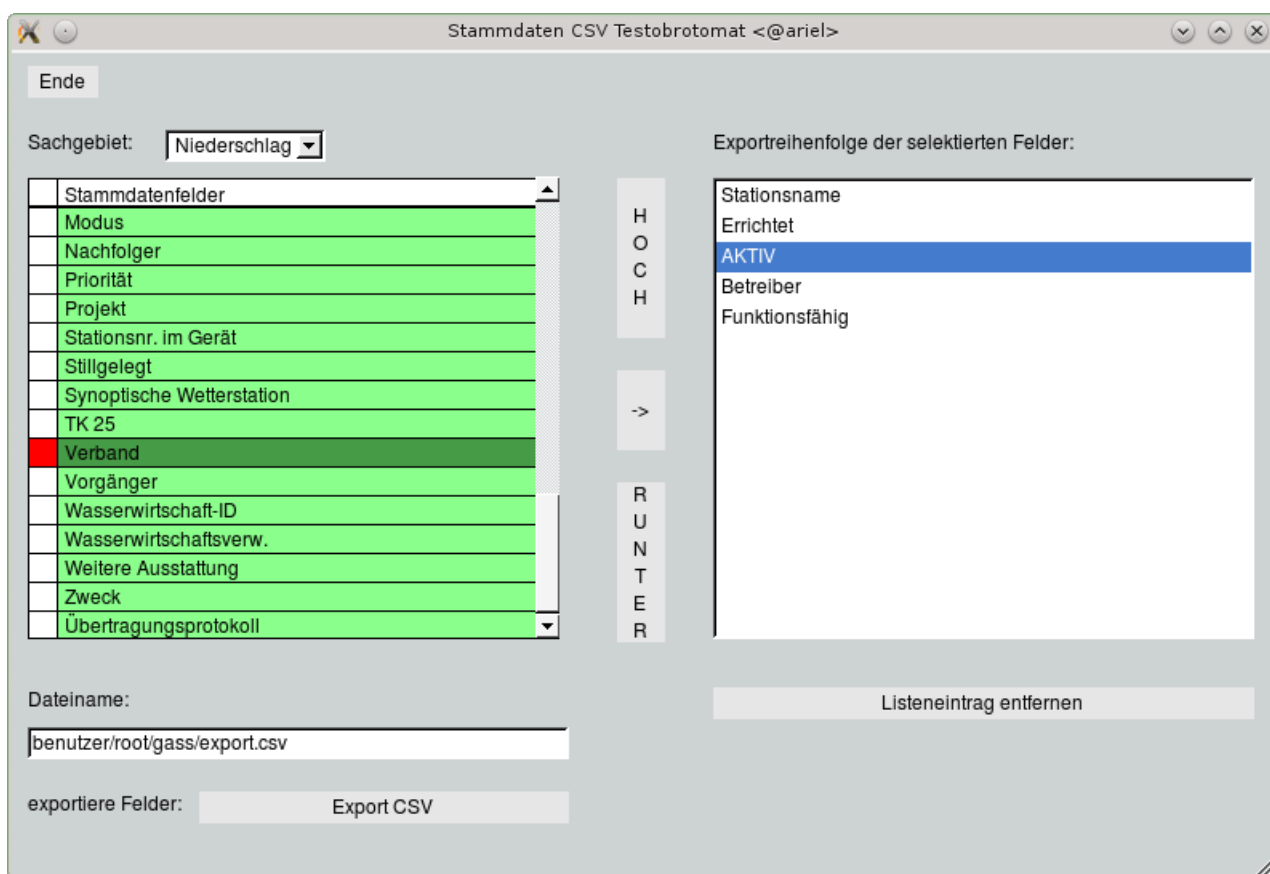 Stammdaten CSV Testobrotomat <@ariel>
Ende
Sachgebiet:
Niederschlag
Stammdatenfelder
Modus
Nachfolger
Priorität
Projekt
Stationsnr. im Gerät
Stillgelegt
Synoptische Wetterstation
TK 25
Verband
Vorgänger
Wasserwirtschaft-ID
Wasserwirtschaftsverw.
Weitere Ausstattung
Zweck
Übertragungsprotokoll
H
O
C
H
->
R
U
N
T
E
R
Exportreihenfolge der selektierten Felder:
Stationsname
Errichtet
AKTIV
Betreiber
Funktionsfähig
Listeneintrag entfernen
Dateiname:
benutzer/root/gass/export.csv
exportiere Felder:
Export CSV